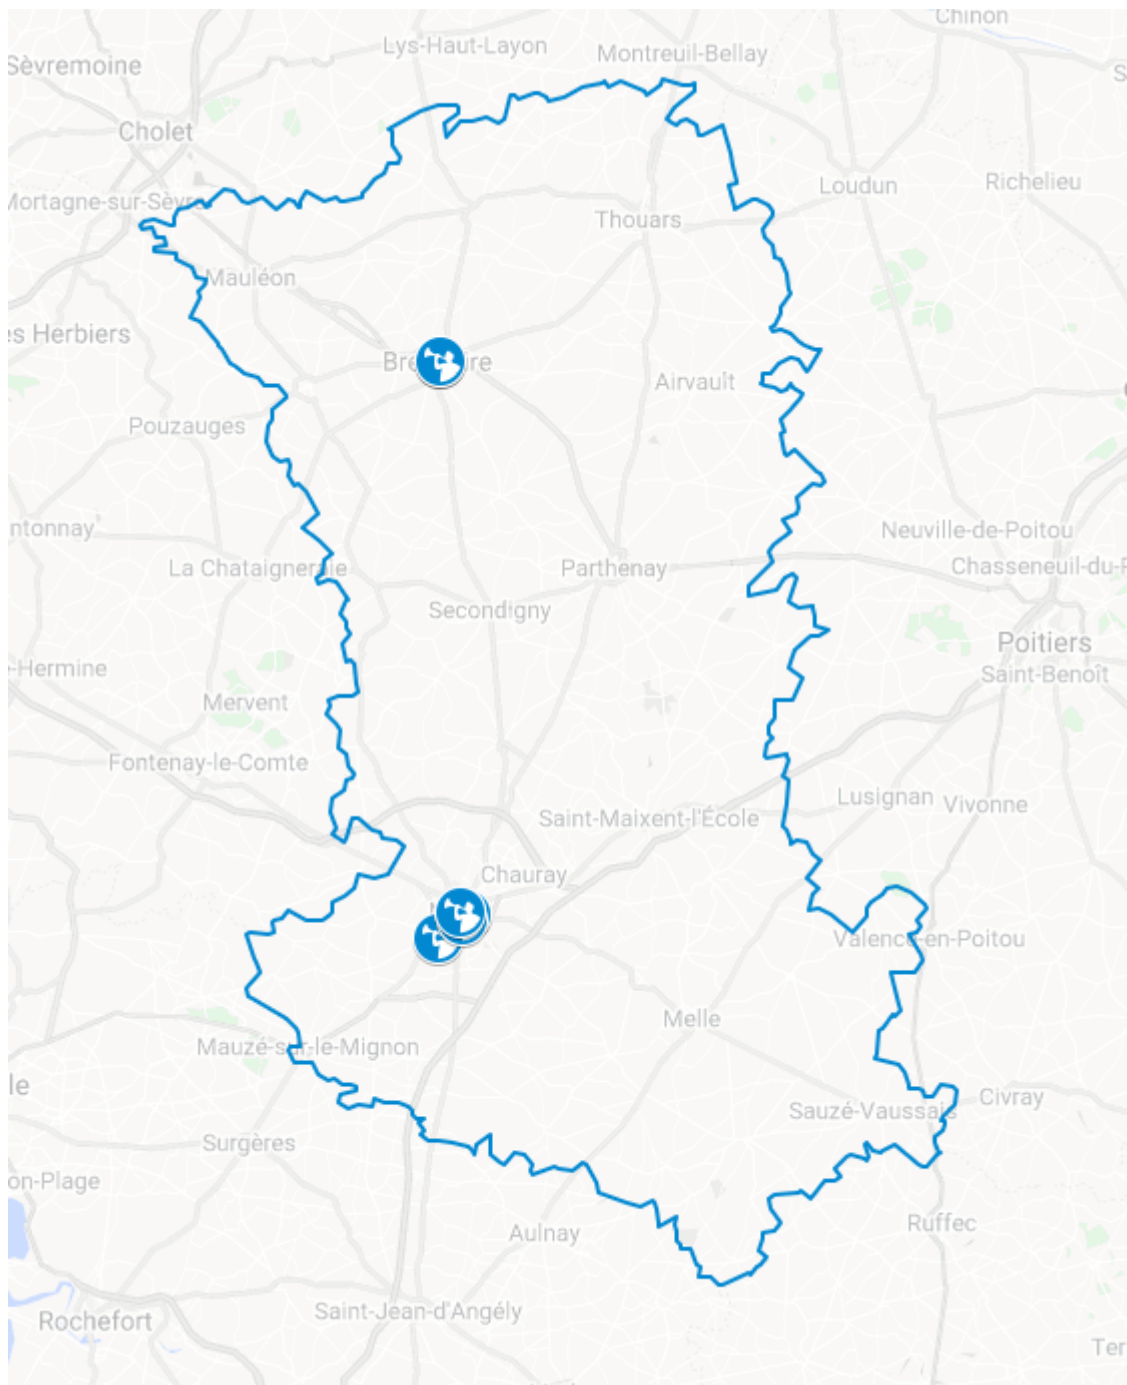 Chinon
Lys-Haut-Layon
Montreuil-Bellay
Sèvremoine
S
Cholet
Loudun
Richelieu
Mortagne-sur-Sèvre
Thouars
Mauléon
es Herbiers
Airvault
Pouzauges
ntonnay
Neuville-de-Poitou
La Chataigneraie
Parthenay
Chasseneuil-du-P
Secondigny
Poitiers
-Hermine
Saint-Benoît
Mervent
Fontenay-le-Comte
Lusignan
Vivonne
Saint-Maixent-l'École
Chauray
Valence-en-Poitou
Melle
Mauzé-sur-le-Mignon
le
Civray
Sauzé-Vaussais
Surgères
on-Plage
Ruffec
Aulnay
Saint-Jean-d'Angély
Rochefort
Ter